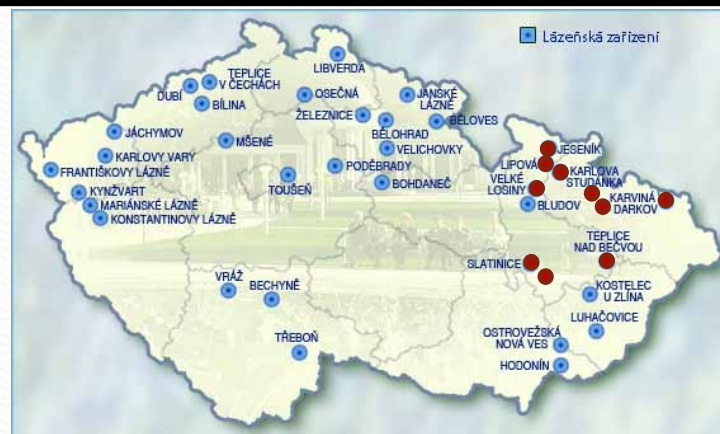 Lázeňská zařízení
LIBVERDA
TEPLICE
V ČECHÁCH
DUBÍ
BÍLINA
OSEČNÁ
JANSKÉ
LÁZNĚ
ŽELEZNICE
BĚLOVES
BĚLOHRAD
JÁCHYMOV
MŠENÉ
VELICHOVKY
KARLOVY VARY
FRANTIŠKOVY LÁZNĚ
PODĚBRADY
TOUŠEŇ
BOHDANEČ
KYNŽVART
MARIÁNSKÉ LÁZNĚ
KONSTANTINOVY LÁZNĚ
JESENÍK
LIPOVÁ
KARLOVA
STUDÁNKA
VELKÉ
LOSINY
KARVINÁ
DARKOV
BLUDOV
TEPLICE
NAD BEČVOU
SLATINICE
VRÁŽ
BECHYNĚ
KOSTELEC
U ZLÍNA
LUHAČOVICE
TŘEBOŇ
OSTROVEŽSKÁ
NOVÁ VES
HODONÍN